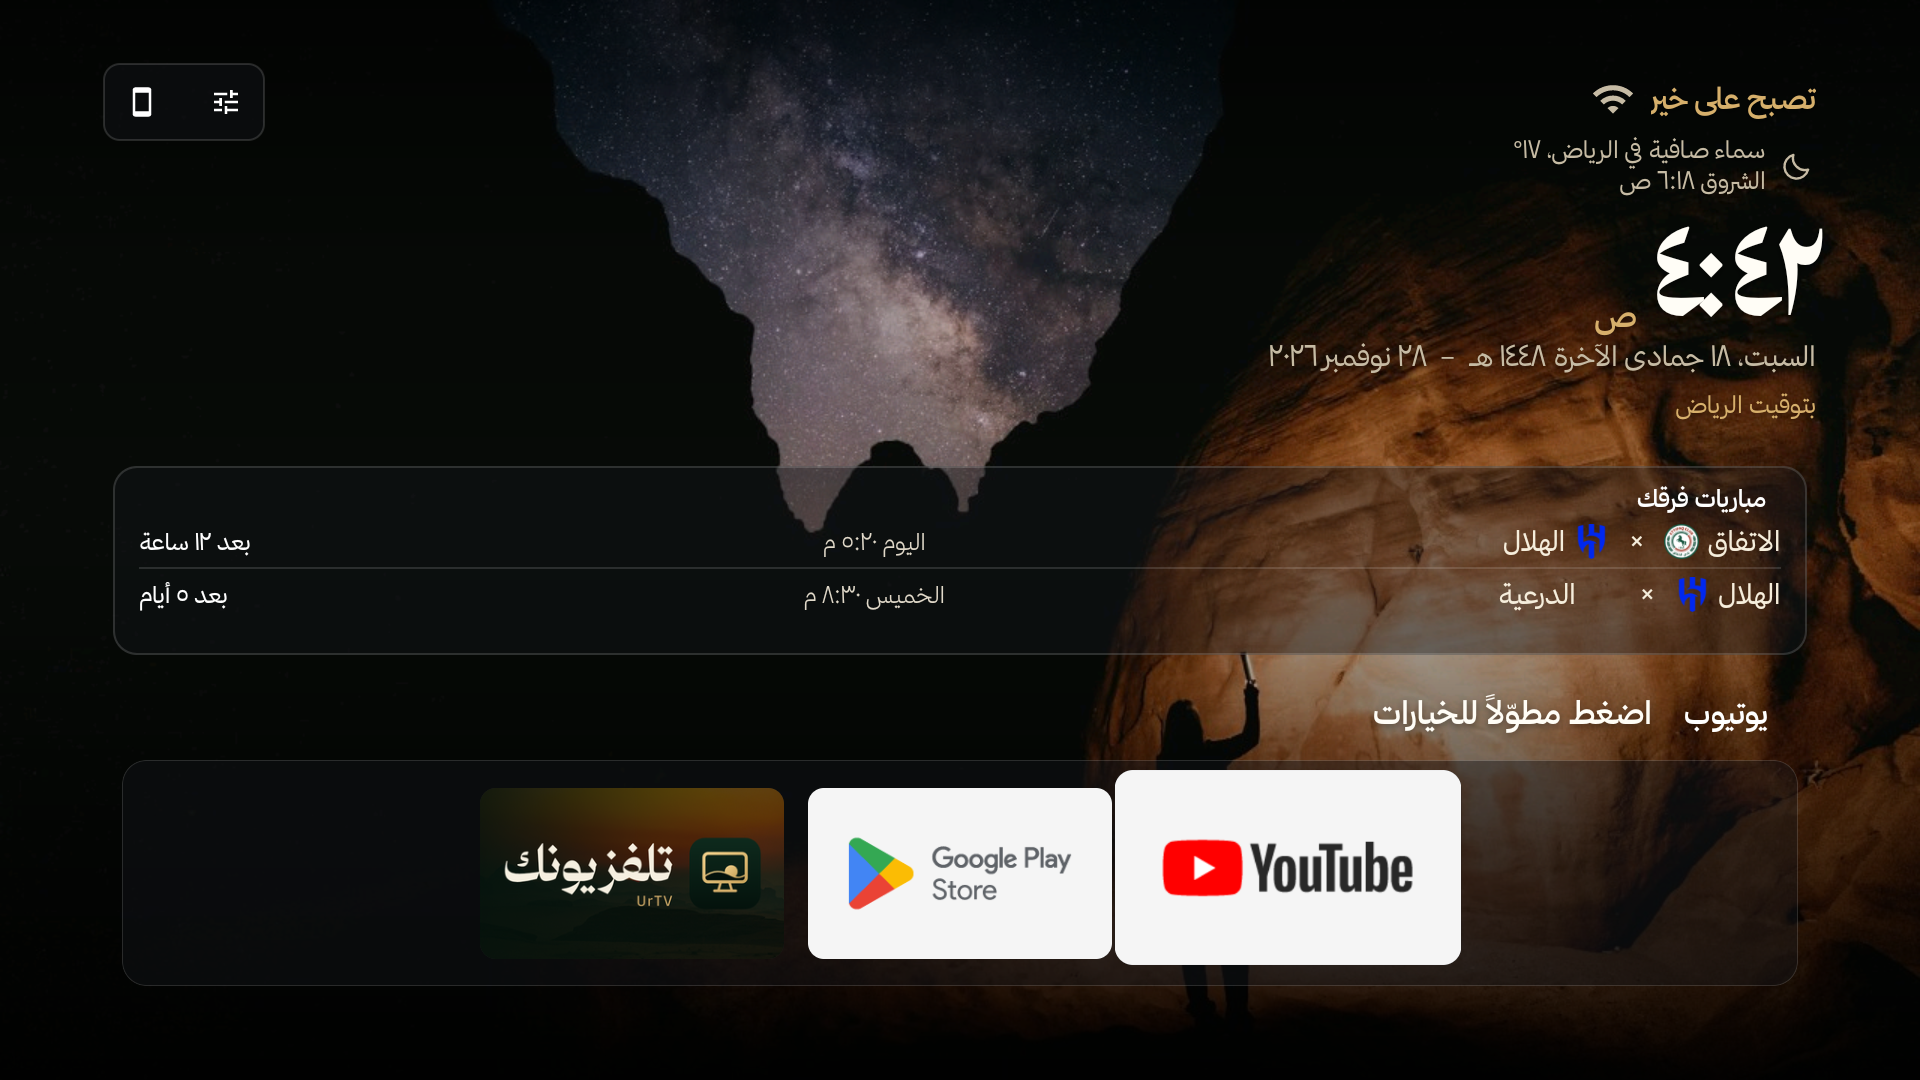 تصبح على خير
سماء صافية في الرياض، ١٧°
الشروق ٦:١٨ ص
٤:٤٢ ص
السبت، ١٨ جمادى الآخرة ١٤٤٨ هـ – ٢٨ نوفمبر ٢٠٢٦
بتوقيت الرياض
مباريات فرقك
الاتفاق × الهلال اليوم ٥:٢٠ م بعد ١٢ ساعة
الهلال × الدرعية الخميس ٨:٣٠ م بعد ٥ أيام
يوتيوب اضغط مطوّلاً للخيارات
YouTube
Google Play
Store
تلفزيونك
UrTV